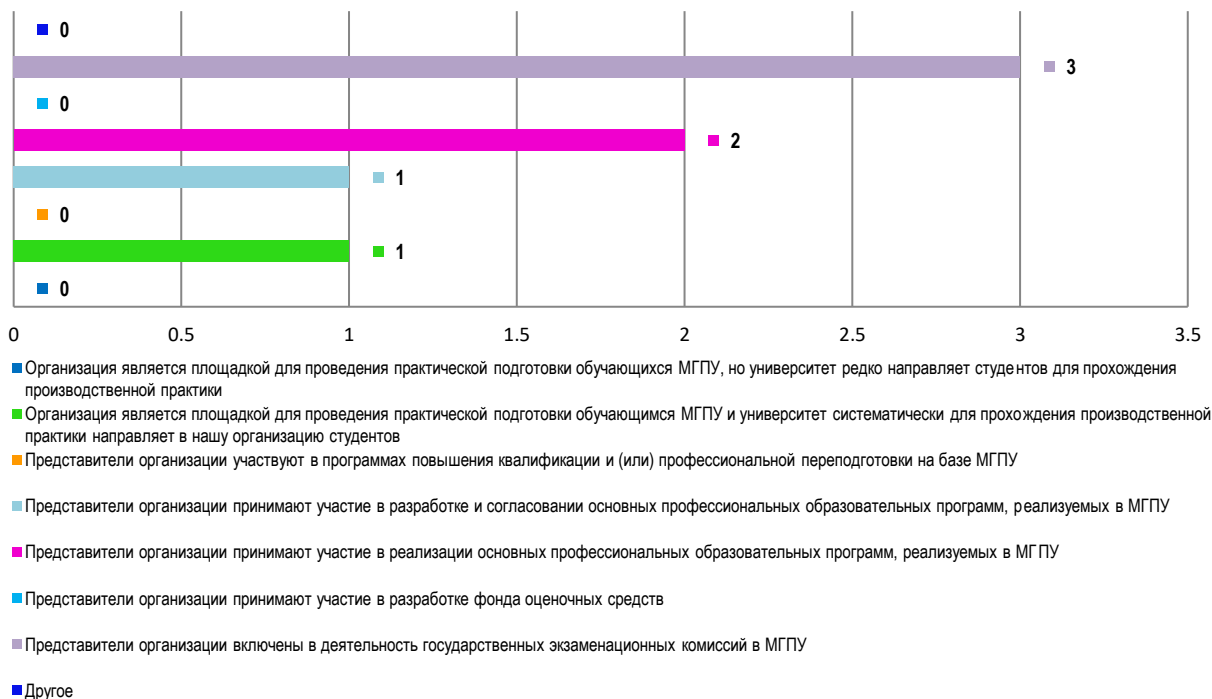 0
3
0
2
1
0
1
0
0 0.5 1 1.5 2 2.5 3 3.5
Организация является площадкой для проведения практической подготовки обучающихся МГПУ, но университет редко направляет студентов для прохождения
производственной практики
Организация является площадкой для проведения практической подготовки обучающимся МГПУ и университет систематически для прохождения производственной
практики направляет в нашу организацию студентов
Представители организации участвуют в программах повышения квалификации и (или) профессиональной переподготовки на базе МГПУ
Представители организации принимают участие в разработке и согласовании основных профессиональных образовательных программ, реализуемых в МГПУ
Представители организации принимают участие в реализации основных профессиональных образовательных программ, реализуемых в МГПУ
Представители организации принимают участие в разработке фонда оценочных средств
Представители организации включены в деятельность государственных экзаменационных комиссий в МГПУ
Другое